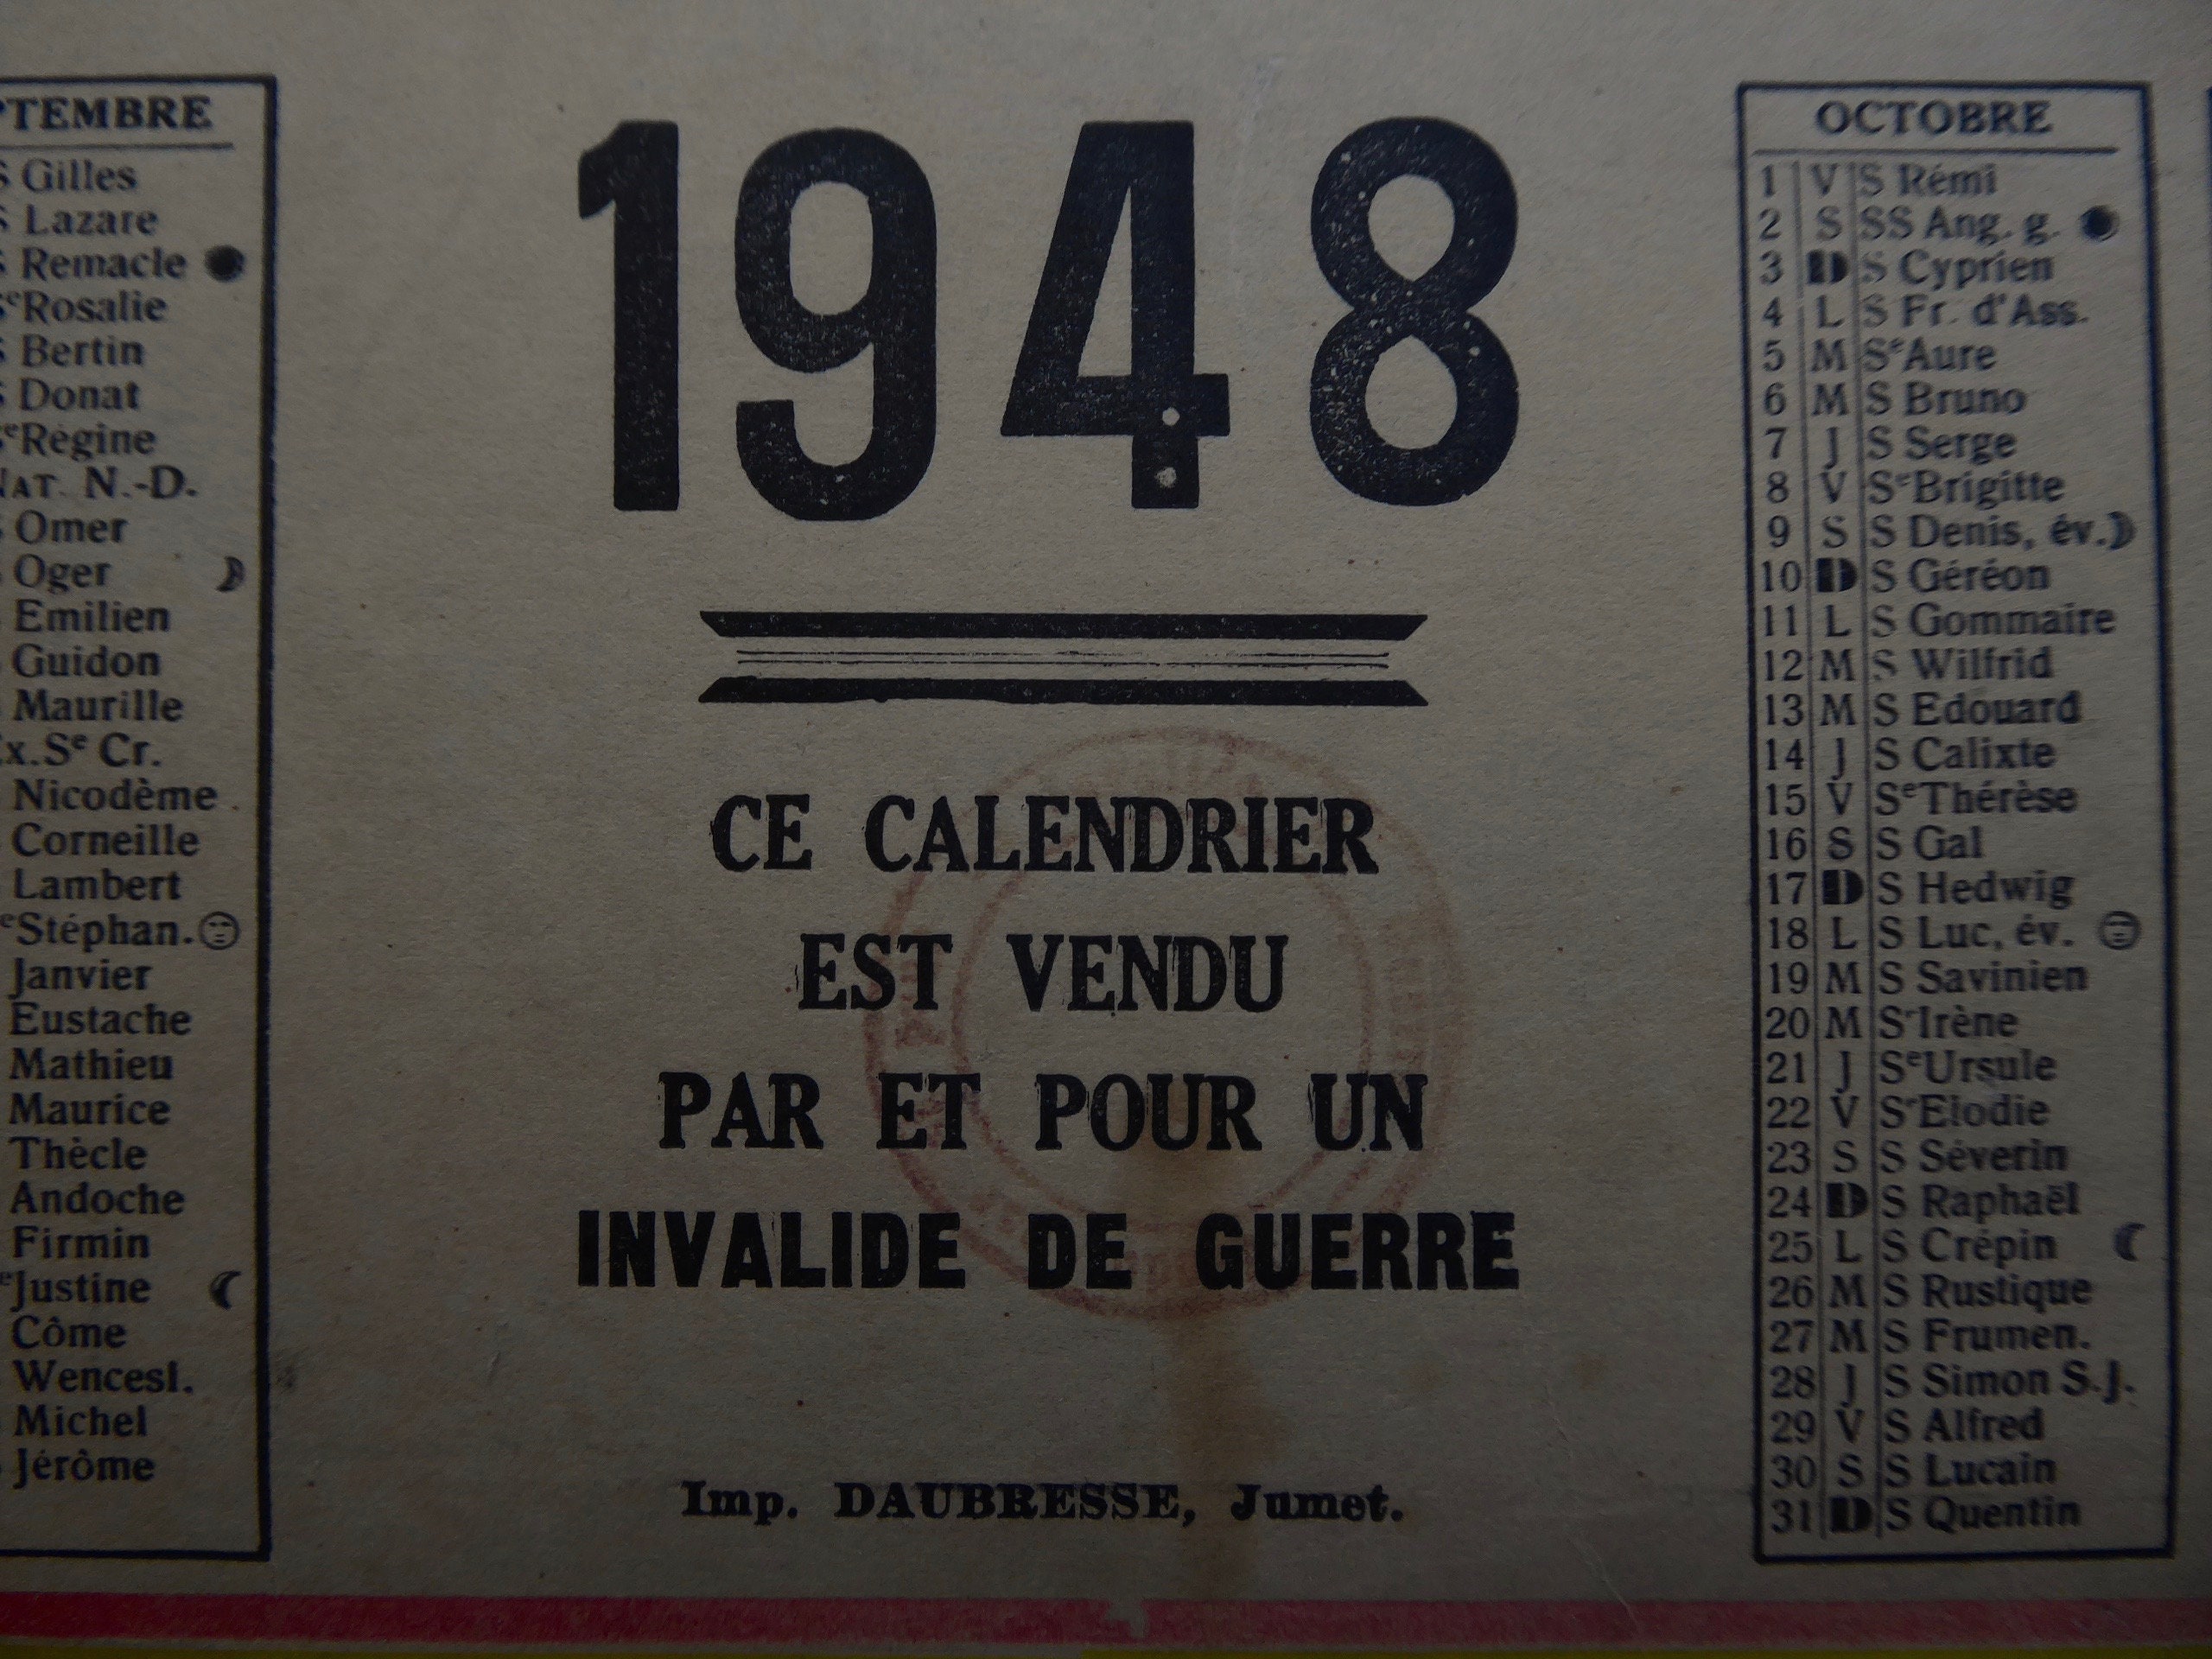 PTEMBRE
S Gilles
S Lazare
S Remacle
SeRosalie
S Bertin
S Donat
SeRégine
NAT. N.-D.
S Omer
Oger
Emilien
Guidon
Maurille
Ex.Se Cr.
Nicodème
Corneille
Lambert
eStéphan.
Janvier
Eustache
Mathieu
Maurice
Thècle
Andoche
Firmin
eJustine
Côme
Wencesl.
Michel
Jérôme
1948
CE CALENDRIER
EST VENDU
PAR ET POUR UN
INVALIDE DE GUERRE
Imp. DAUBRESSE, Jumet.
OCTOBRE
1 V S Rémi
2 S SS Ang. g.
3 D S Cyprien
4 L S Fr. d'Ass.
5 M SeAure
6 M S Bruno
7 J S Serge
8 V SeBrigitte
9 S S Denis, év.
10 D S Géréon
11 L S Gommaire
12 M S Wilfrid
13 M S Edouard
14 J S Calixte
15 V SeThérèse
16 S S Gal
17 D S Hedwig
18 L S Luc, év.
19 M S Savinien
20 M SeIrène
21 J SeUrsule
22 V SeElodie
23 S S Séverin
24 D S Raphaël
25 L S Crépin
26 M S Rustique
27 M S Frumen.
28 J S Simon S.J.
29 V S Alfred
30 S S Lucain
31 D S Quentin